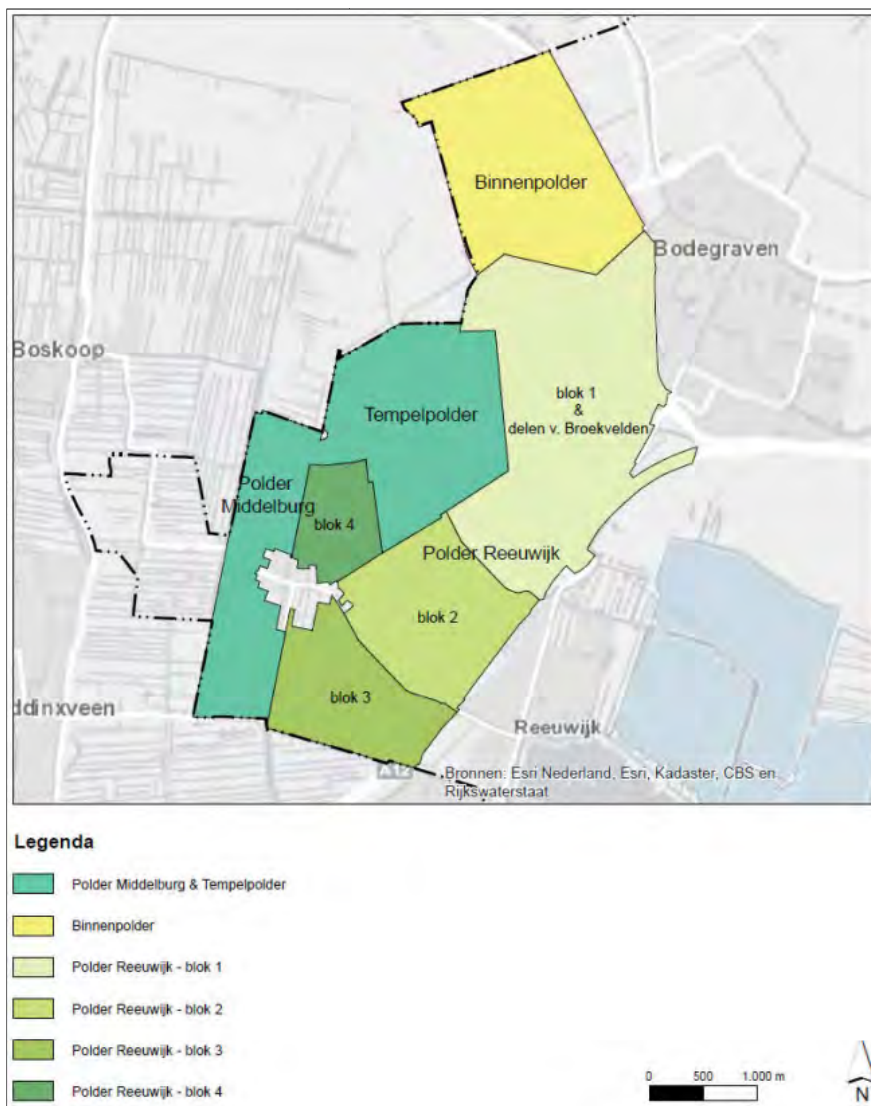 Binnenpolder
Bodegraven
Boskoop
blok 1
&
delen v. Broekvelden
Tempelpolder
Polder
Middelburg
blok 4
Polder Reeuwijk
blok 2
blok 3
ddinxveen
Reeuwijk
A12
Bronnen: Esri Nederland, Esri, Kadaster, CBS en
Rijkswaterstaat
Legenda
Polder Middelburg & Tempelpolder
Binnenpolder
Polder Reeuwijk - blok 1
Polder Reeuwijk - blok 2
Polder Reeuwijk - blok 3
Polder Reeuwijk - blok 4
0 500 1.000 m
N